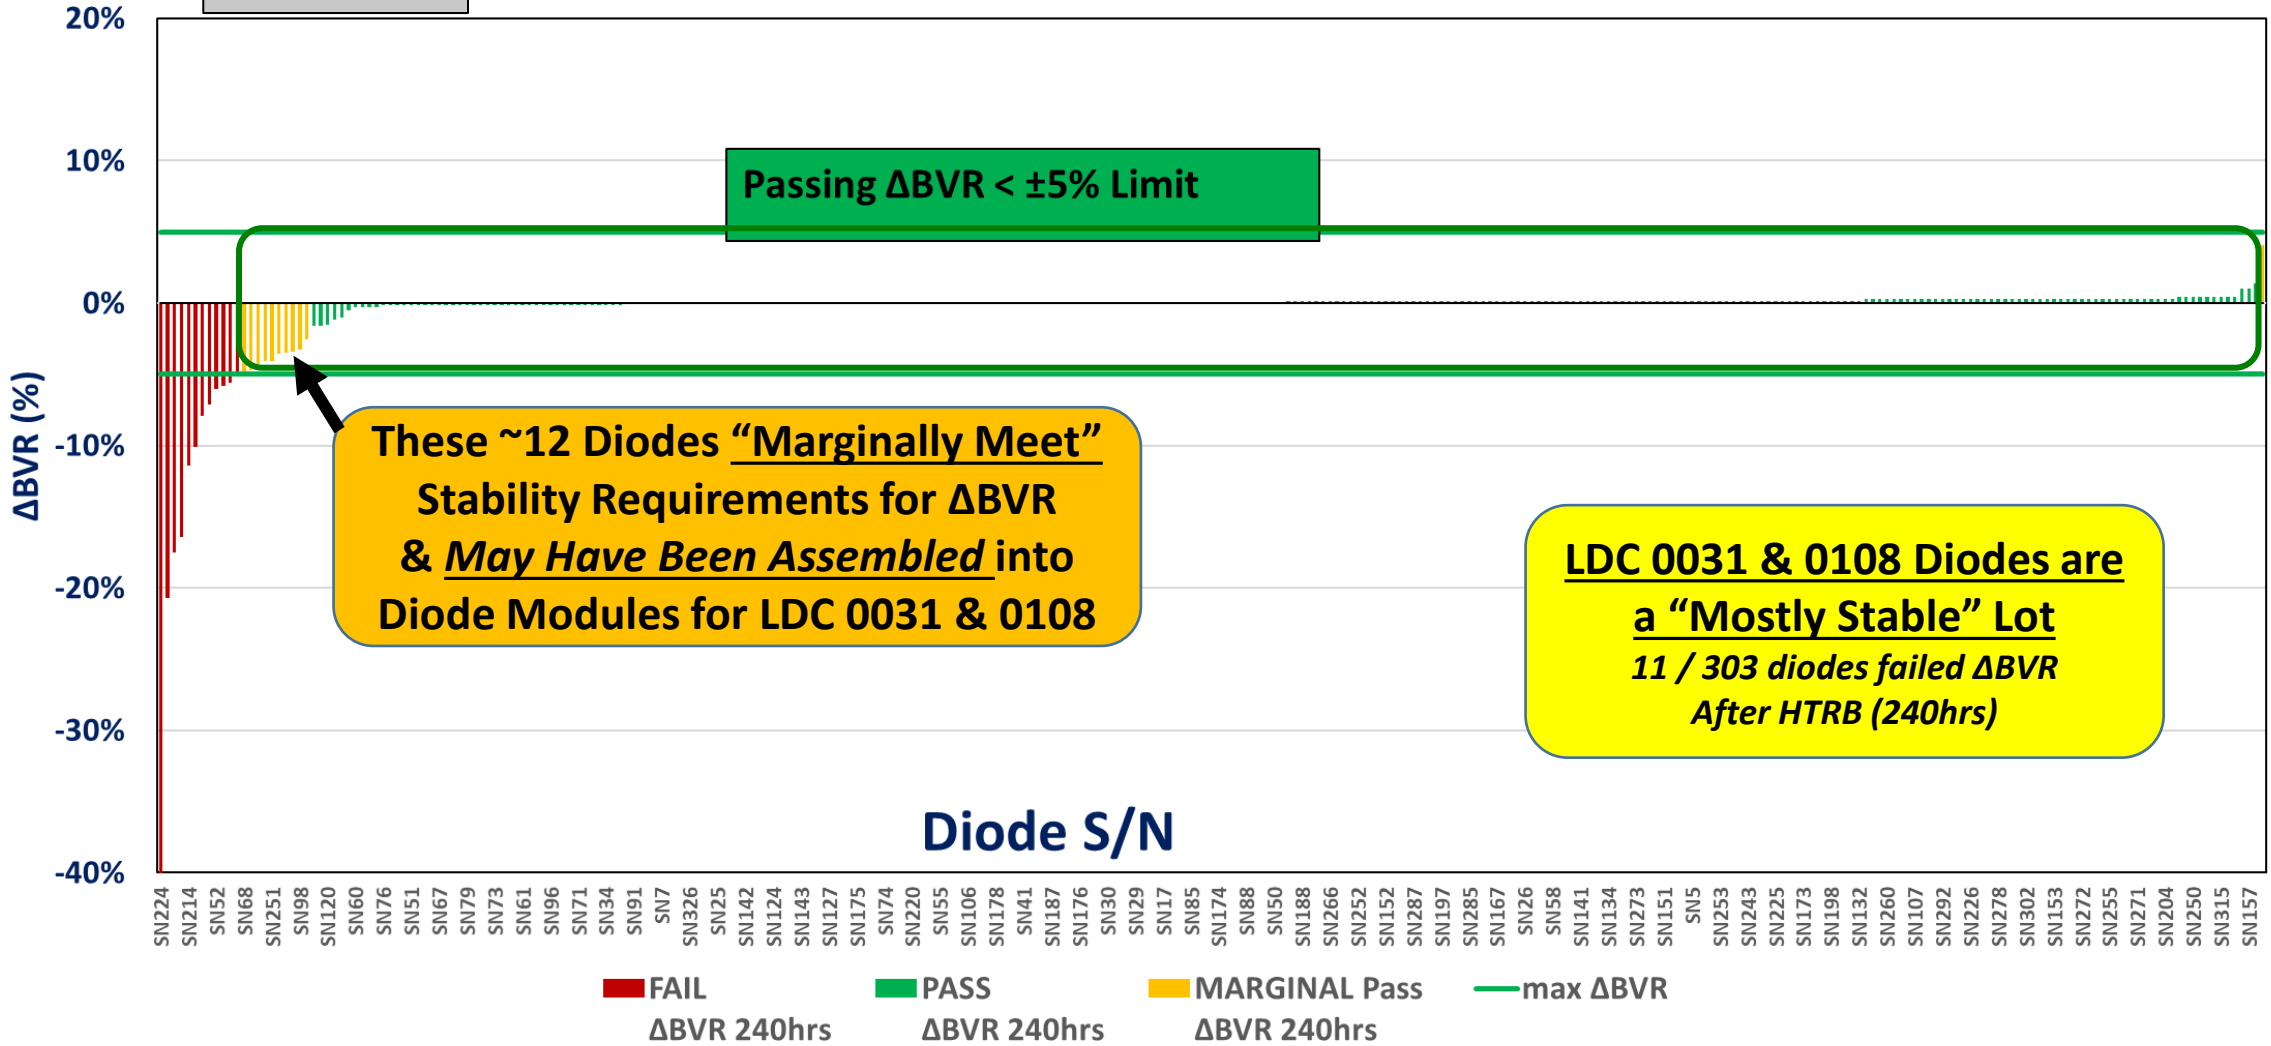 20%
10%
0%
-10%
-20%
-30%
-40%
ΔBVR (%)
Passing ΔBVR < ±5% Limit
These ~12 Diodes “Marginally Meet”
Stability Requirements for ΔBVR
& May Have Been Assembled into
Diode Modules for LDC 0031 & 0108
LDC 0031 & 0108 Diodes are
a “Mostly Stable” Lot
11 / 303 diodes failed ΔBVR
After HTRB (240hrs)
Diode S/N
SN224
SN214
SN52
SN68
SN251
SN98
SN120
SN60
SN76
SN51
SN67
SN79
SN73
SN61
SN96
SN71
SN34
SN91
SN7
SN326
SN25
SN142
SN124
SN143
SN127
SN175
SN74
SN220
SN55
SN106
SN178
SN41
SN187
SN176
SN30
SN29
SN17
SN85
SN174
SN88
SN50
SN188
SN266
SN252
SN152
SN287
SN197
SN285
SN167
SN26
SN58
SN141
SN134
SN273
SN151
SN5
SN253
SN243
SN225
SN173
SN198
SN132
SN260
SN107
SN292
SN226
SN278
SN302
SN153
SN272
SN255
SN271
SN204
SN250
SN315
SN157
FAIL
ΔBVR 240hrs
PASS
ΔBVR 240hrs
MARGINAL Pass
ΔBVR 240hrs
max ΔBVR